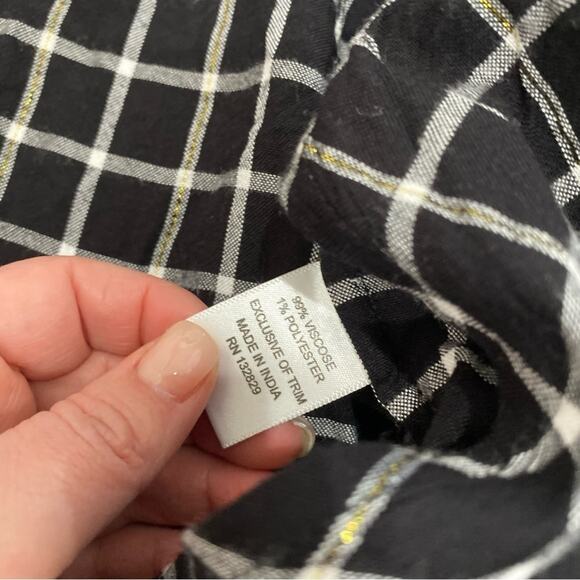 99% VISCOSE
1% POLYESTER
EXCLUSIVE OF TRIM
MADE IN INDIA
RN 132829